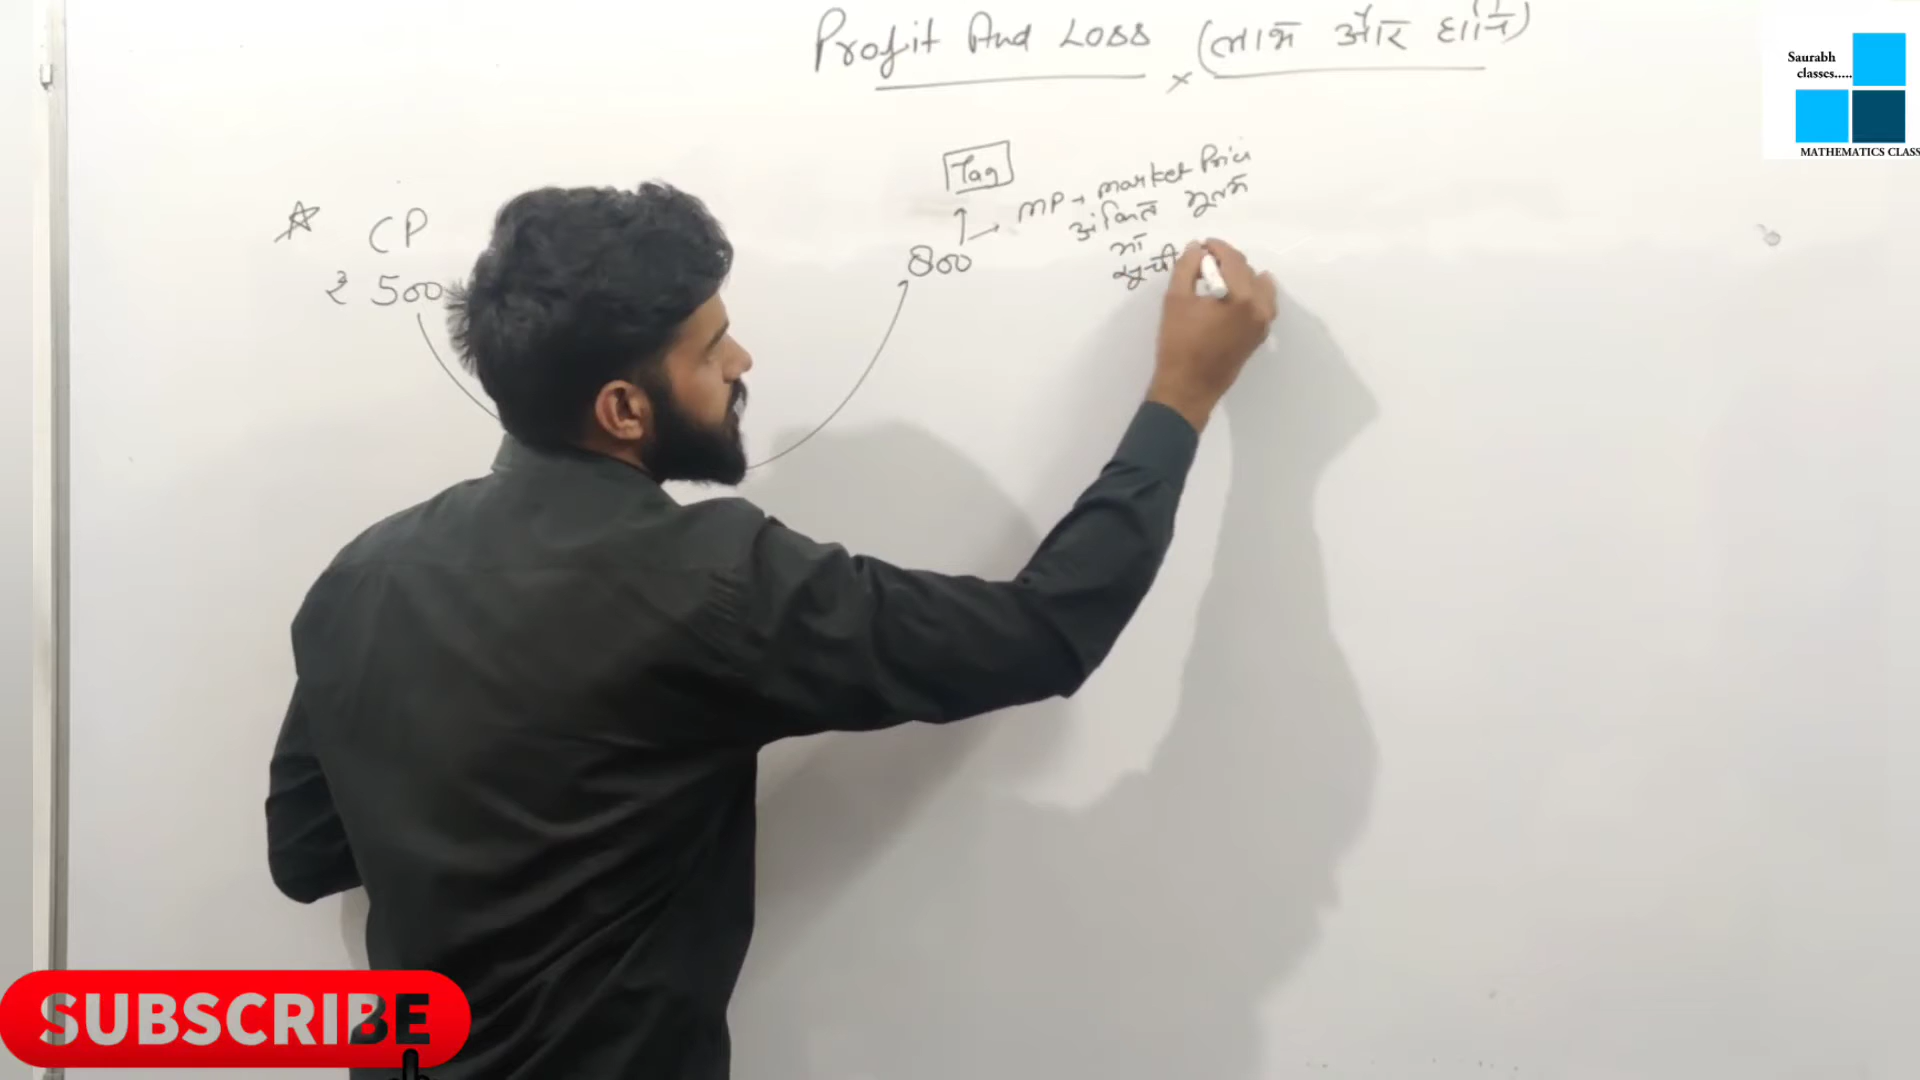 Profit And Loss (लाभ और हानि)
Saurabh
classes.....
MATHEMATICS CLASS
Tag
MP → market Price
अंकित मूल्य
या
सूची
800
CP
₹ 500
SUBSCRIBE